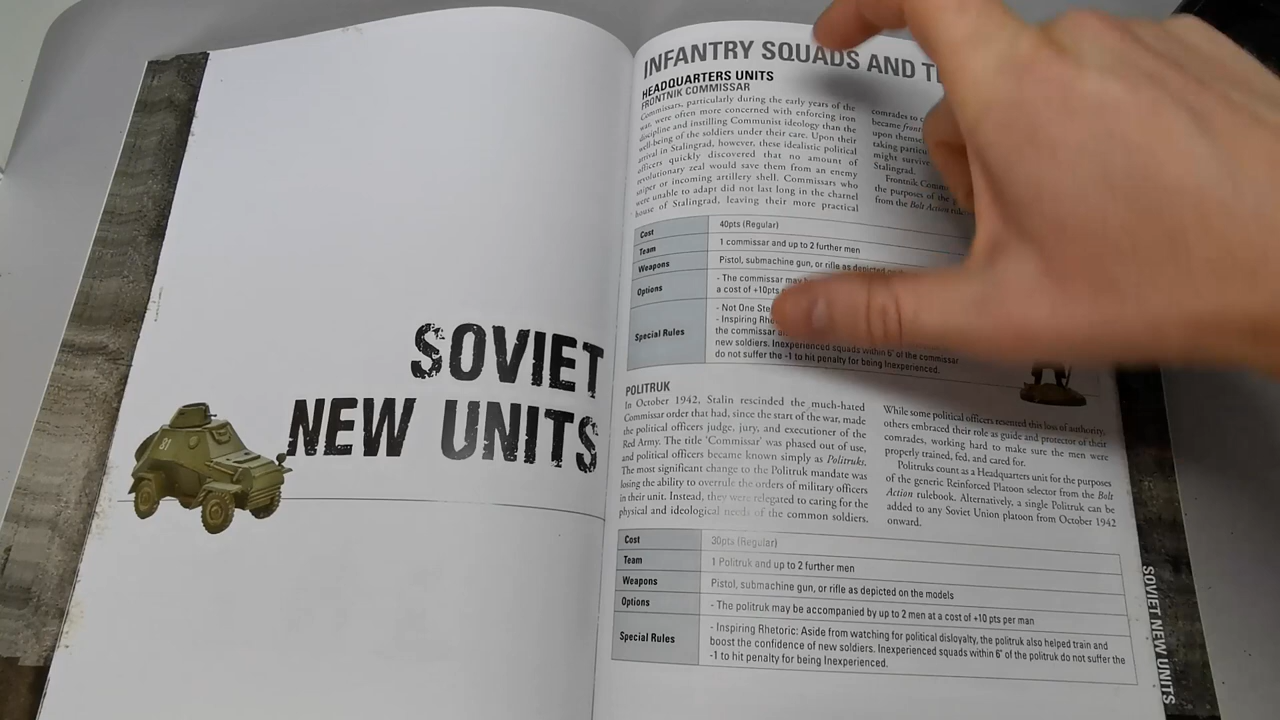 SOVIET
NEW UNITS
31
INFANTRY SQUADS AND
HEADQUARTERS UNITS
FRONTNIK COMMISSAR
Commissars, particularly during the early years of the
war, were often more concerned with enforcing iron
discipline and instilling Communist ideology than the
well-being of the soldiers under their care. Upon their
arrival in Stalingrad, however, these idealistic political
officers quickly discovered that no amount of
revolutionary zeal would save them from an enemy
sniper or incoming artillery shell. Commissars who
were unable to adapt did not last long in the charnel
house of Stalingrad, leaving their more practical
comrades to
became
upon
taking
might survive
Stalingrad.
Frontnik
the purposes of the
from the Bolt Action
Cost 40pts (Regular)
Team 1 commissar and up to 2 further men
Weapons Pistol, submachine gun, or rifle as depicted
Options - The commissar may
a cost of +10pts
Special Rules - Not One
- Inspiring
the commissar
new soldiers. Inexperienced squads within 6" of the commissar
do not suffer the -1 to hit penalty for being Inexperienced.
POLITRUK
In October 1942, Stalin rescinded the much-hated
Commissar order that had, since the start of the war, made
the political officers judge, jury, and executioner of the
Red Army. The title 'Commissar' was phased out of use,
and political officers became known simply as Politruks.
The most significant change to the Politruk mandate was
losing the ability to overrule the orders of military officers
in their unit. Instead, they were relegated to caring for the
physical and ideological needs of the common soldiers.
While some political officers resented this loss of authority,
others embraced their role as guide and protector of their
comrades, working hard to make sure the men were
properly trained, fed, and cared for.
Politruks count as a Headquarters unit for the purposes
of the generic Reinforced Platoon selector from the Bolt
Action rulebook. Alternatively, a single Politruk can be
added to any Soviet Union platoon from October 1942
onward.
Cost 30pts (Regular)
Team 1 Politruk and up to 2 further men
Weapons Pistol, submachine gun, or rifle as depicted on the models
Options - The politruk may be accompanied by up to 2 men at a cost of +10 pts per man
Special Rules - Inspiring Rhetoric: Aside from watching for political disloyalty, the politruk also helped train and
boost the confidence of new soldiers. Inexperienced squads within 6" of the politruk do not suffer the
-1 to hit penalty for being Inexperienced.
SOVIET NEW UNITS